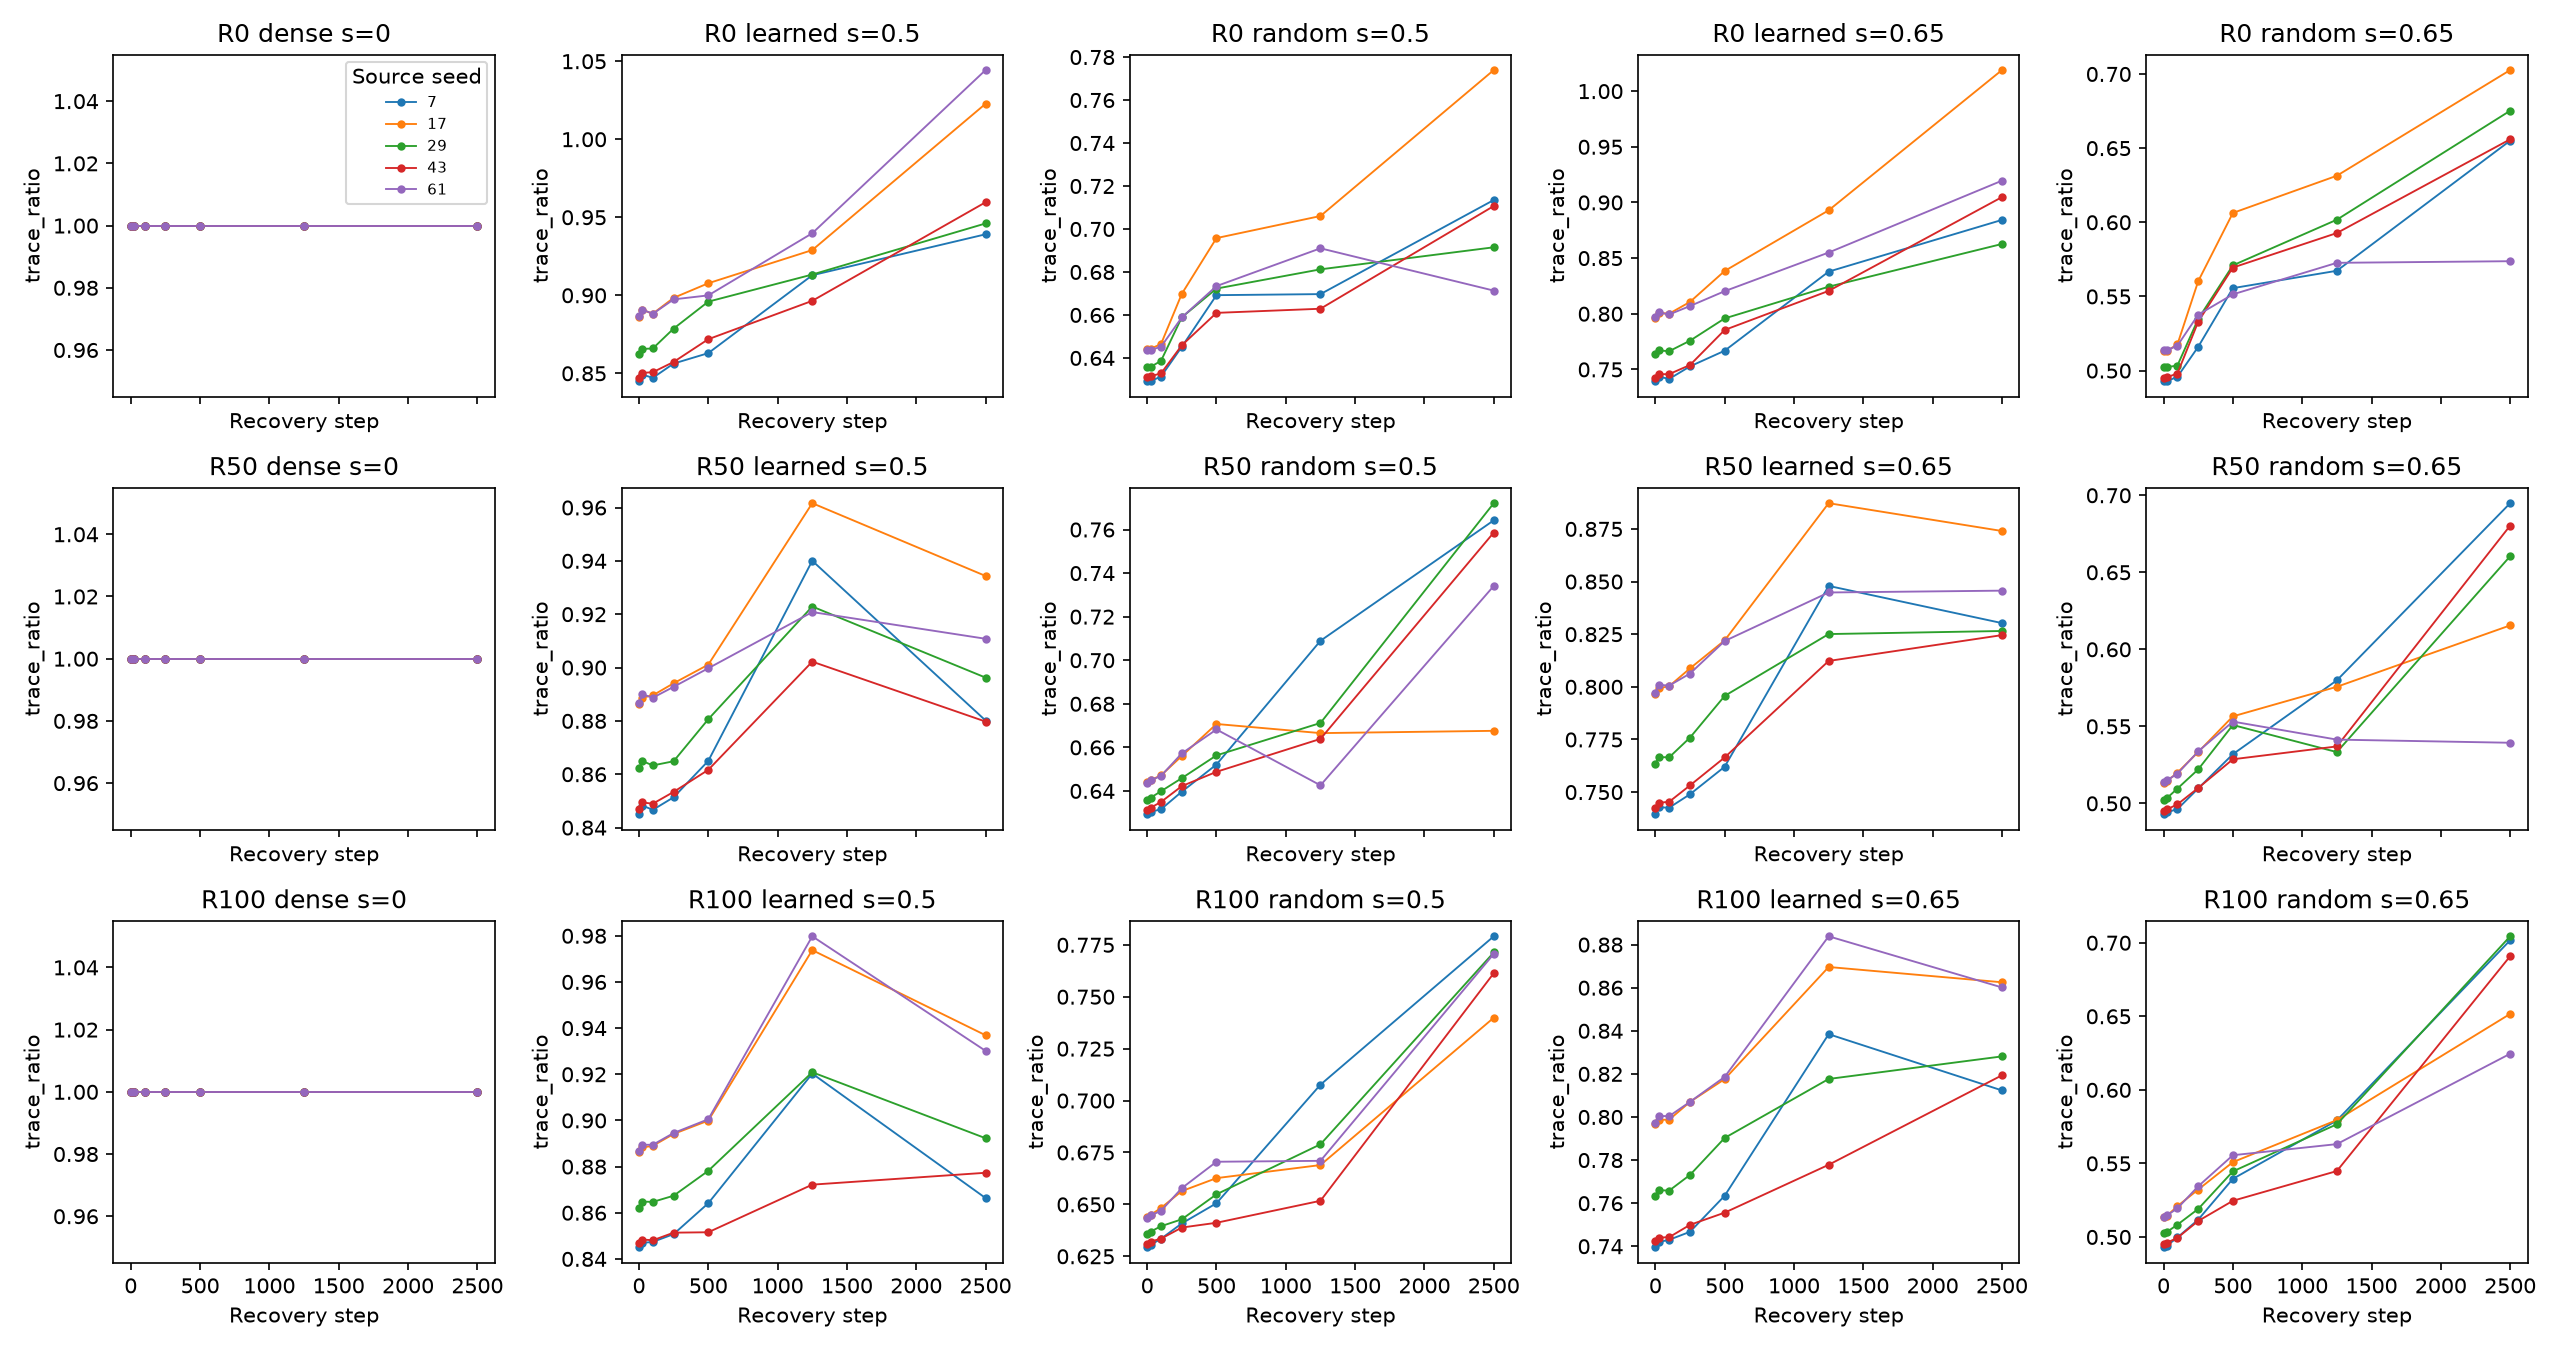 R0 dense s=0
R0 learned s=0.5
R0 random s=0.5
R0 learned s=0.65
R0 random s=0.65
trace_ratio
1.04
1.02
1.00
0.98
0.96
Source seed
7
17
29
43
61
Recovery step
trace_ratio
1.05
1.00
0.95
0.90
0.85
Recovery step
trace_ratio
0.78
0.76
0.74
0.72
0.70
0.68
0.66
0.64
Recovery step
trace_ratio
1.00
0.95
0.90
0.85
0.80
0.75
Recovery step
trace_ratio
0.70
0.65
0.60
0.55
0.50
Recovery step
R50 dense s=0
R50 learned s=0.5
R50 random s=0.5
R50 learned s=0.65
R50 random s=0.65
trace_ratio
1.04
1.02
1.00
0.98
0.96
Recovery step
trace_ratio
0.96
0.94
0.92
0.90
0.88
0.86
0.84
Recovery step
trace_ratio
0.76
0.74
0.72
0.70
0.68
0.66
0.64
Recovery step
trace_ratio
0.875
0.850
0.825
0.800
0.775
0.750
Recovery step
trace_ratio
0.70
0.65
0.60
0.55
0.50
Recovery step
R100 dense s=0
R100 learned s=0.5
R100 random s=0.5
R100 learned s=0.65
R100 random s=0.65
trace_ratio
1.04
1.02
1.00
0.98
0.96
0 500 1000 1500 2000 2500
Recovery step
trace_ratio
0.98
0.96
0.94
0.92
0.90
0.88
0.86
0.84
0 500 1000 1500 2000 2500
Recovery step
trace_ratio
0.775
0.750
0.725
0.700
0.675
0.650
0.625
0 500 1000 1500 2000 2500
Recovery step
trace_ratio
0.88
0.86
0.84
0.82
0.80
0.78
0.76
0.74
0 500 1000 1500 2000 2500
Recovery step
trace_ratio
0.70
0.65
0.60
0.55
0.50
0 500 1000 1500 2000 2500
Recovery step